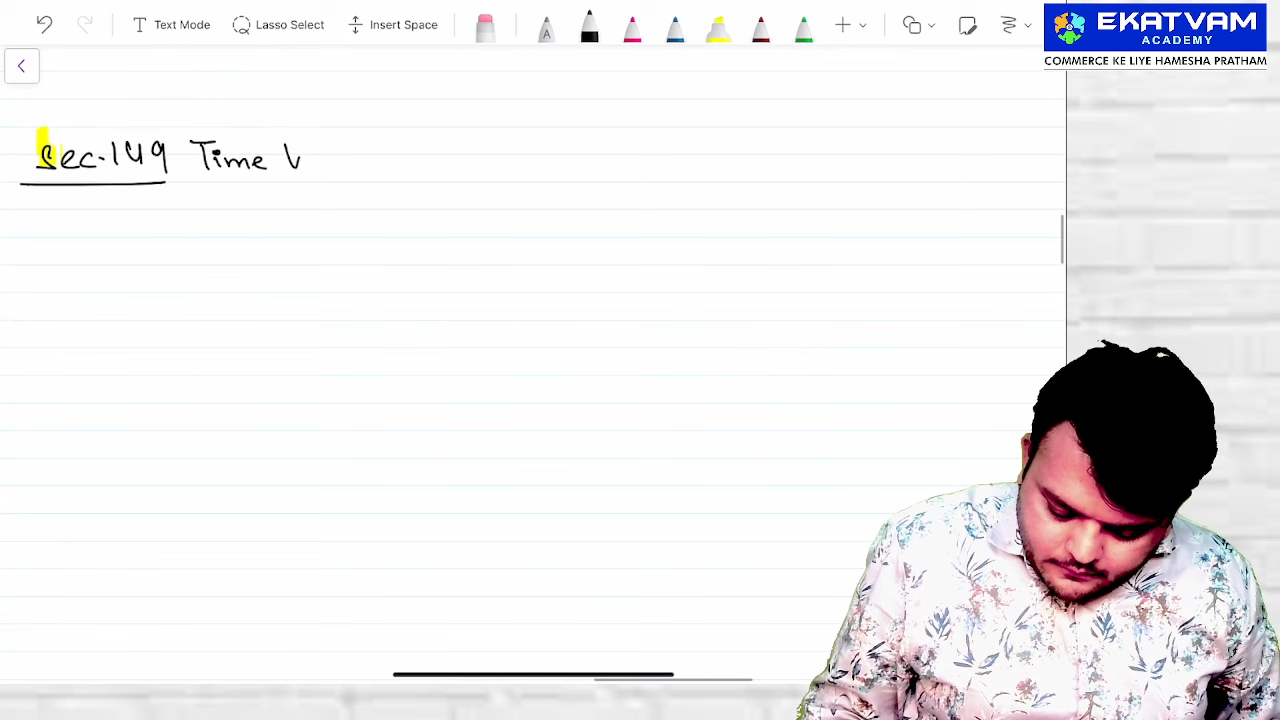 Text Mode Lasso Select Insert Space
A
EKATVAM
ACADEMY
COMMERCE KE LIYE HAMESHA PRATHAM
Sec.149 Time